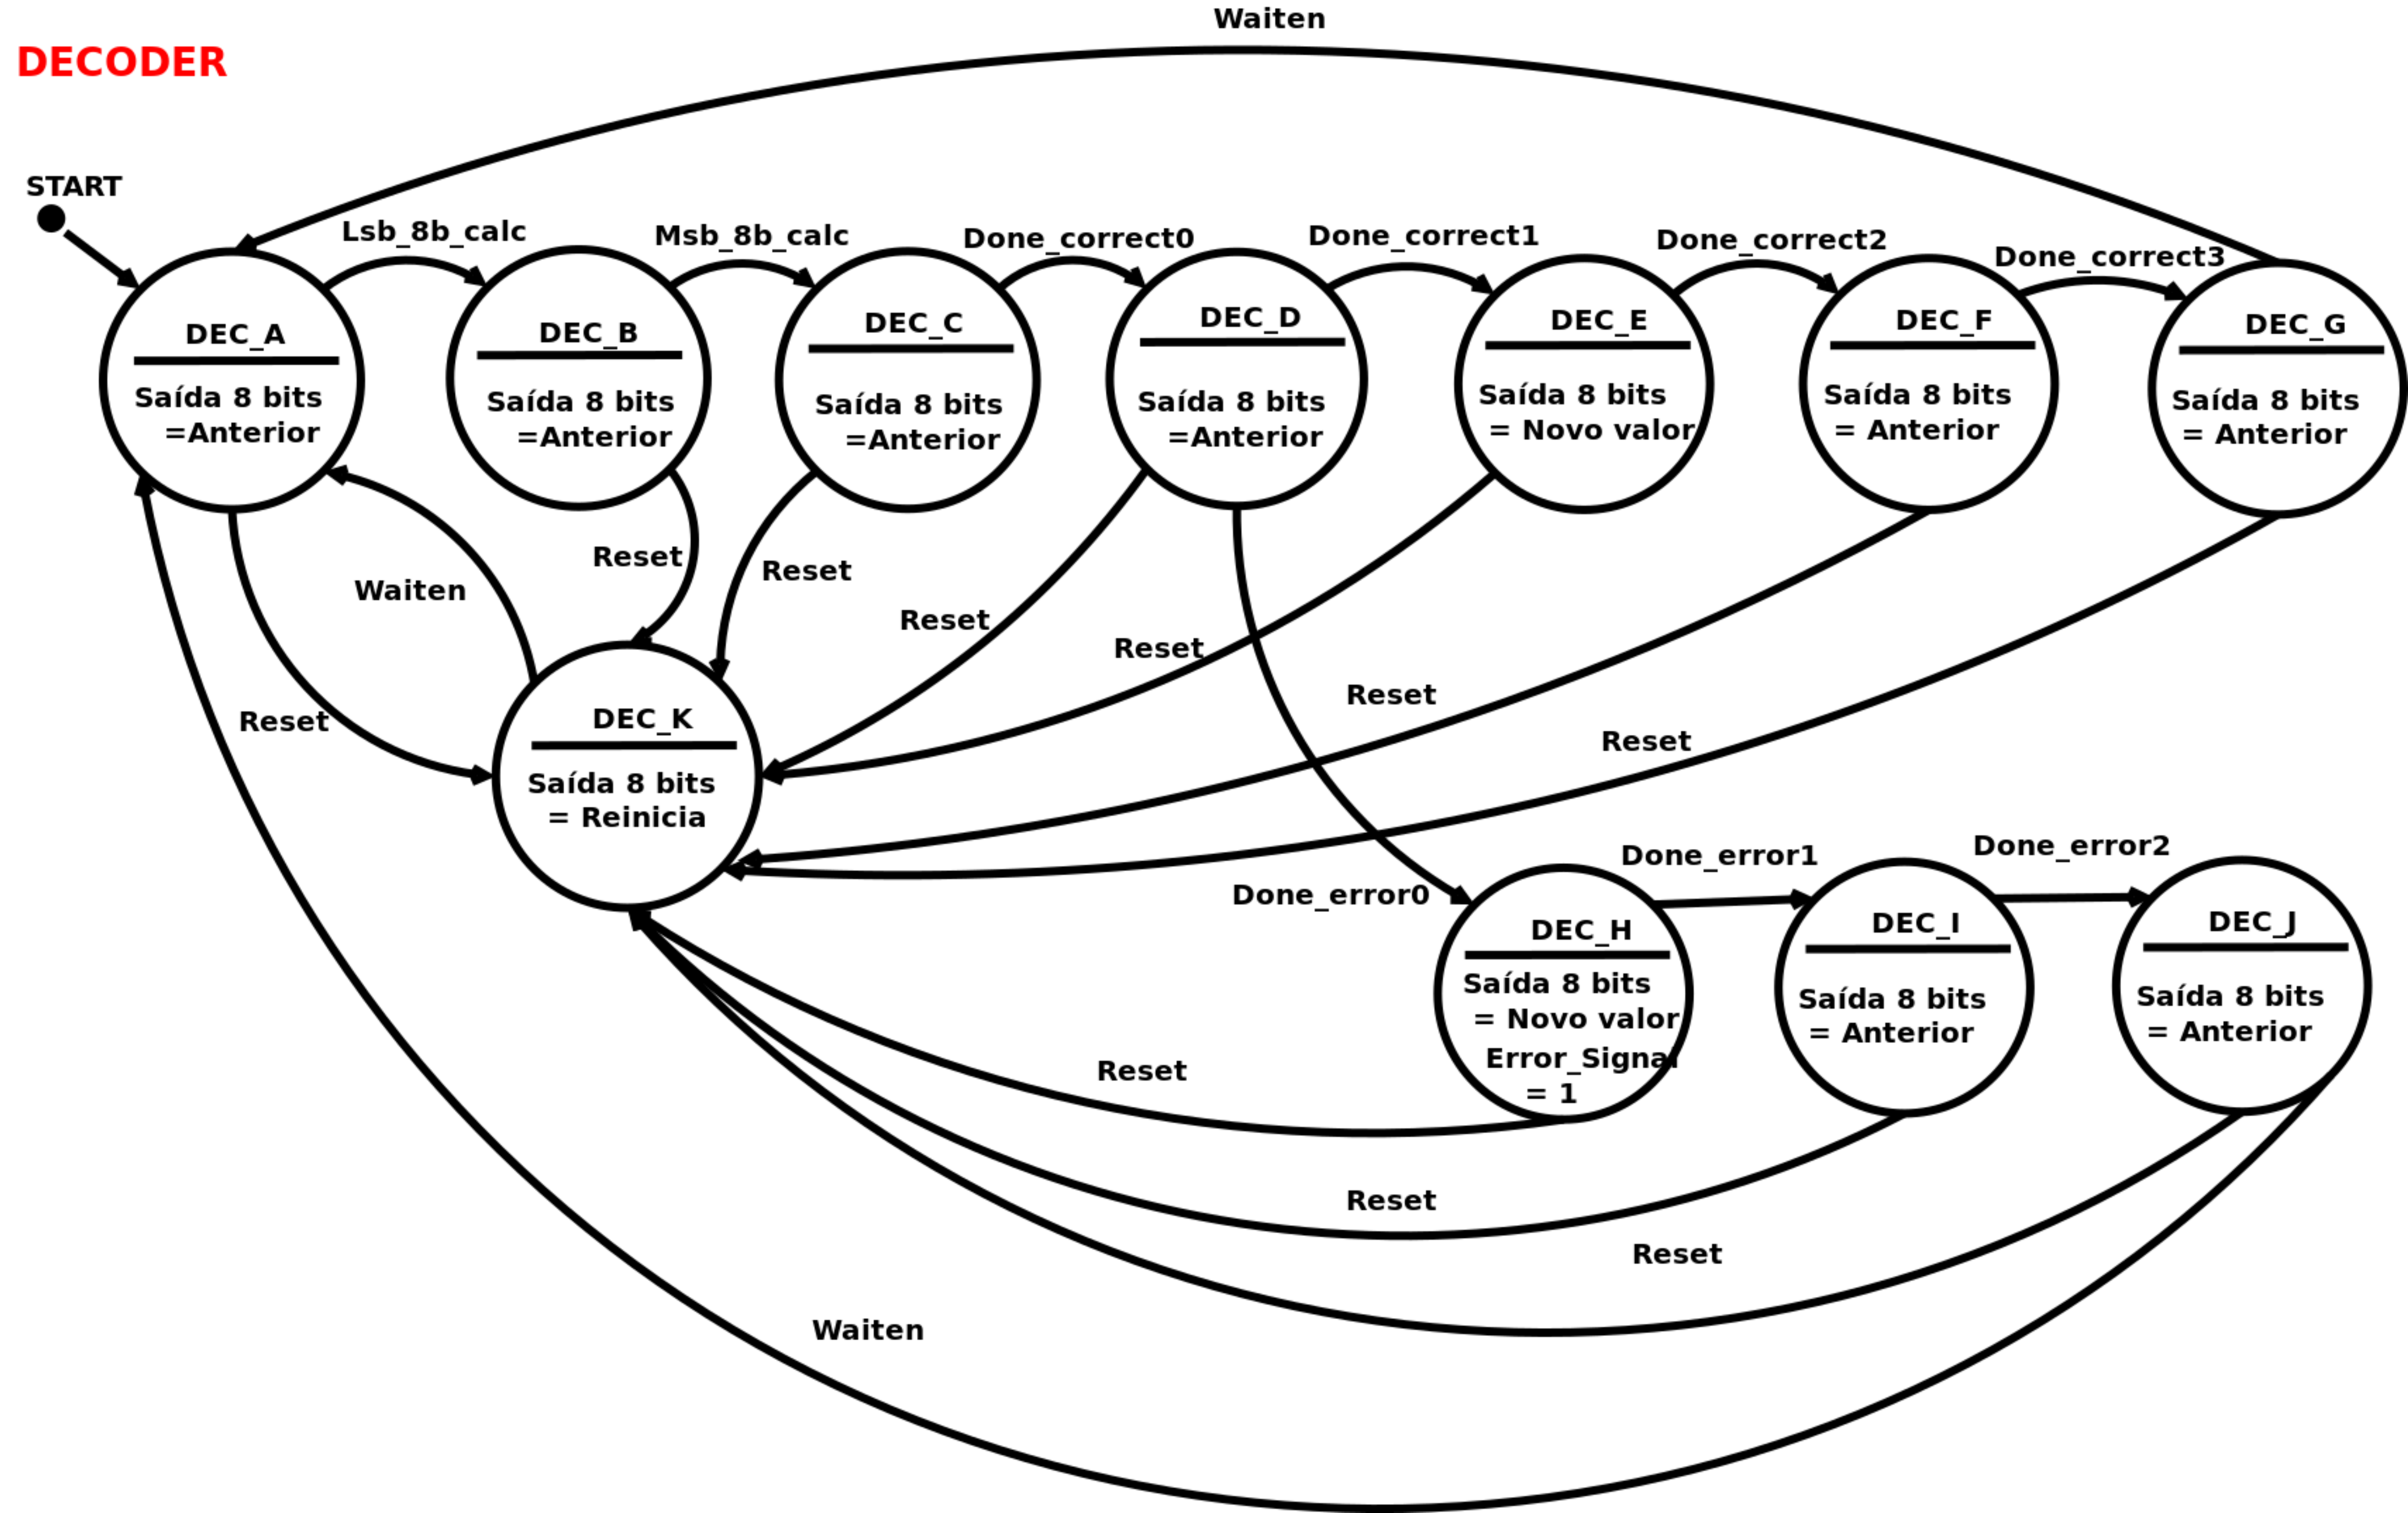 Waiten
DECODER
START
Lsb_8b_calc
Msb_8b_calc
Done_correct0
Done_correct1
Done_correct2
Done_correct3
DEC_A
Saída 8 bits
=Anterior
DEC_B
Saída 8 bits
=Anterior
DEC_C
Saída 8 bits
=Anterior
DEC_D
Saída 8 bits
=Anterior
DEC_E
Saída 8 bits
= Novo valor
DEC_F
Saída 8 bits
= Anterior
DEC_G
Saída 8 bits
= Anterior
Waiten
Reset
Reset
Reset
Reset
Reset
Reset
Reset
DEC_K
Saída 8 bits
= Reinicia
Done_error0
Done_error1
Done_error2
DEC_H
Saída 8 bits
= Novo valor
Error_Signal
= 1
DEC_I
Saída 8 bits
= Anterior
DEC_J
Saída 8 bits
= Anterior
Reset
Reset
Reset
Waiten